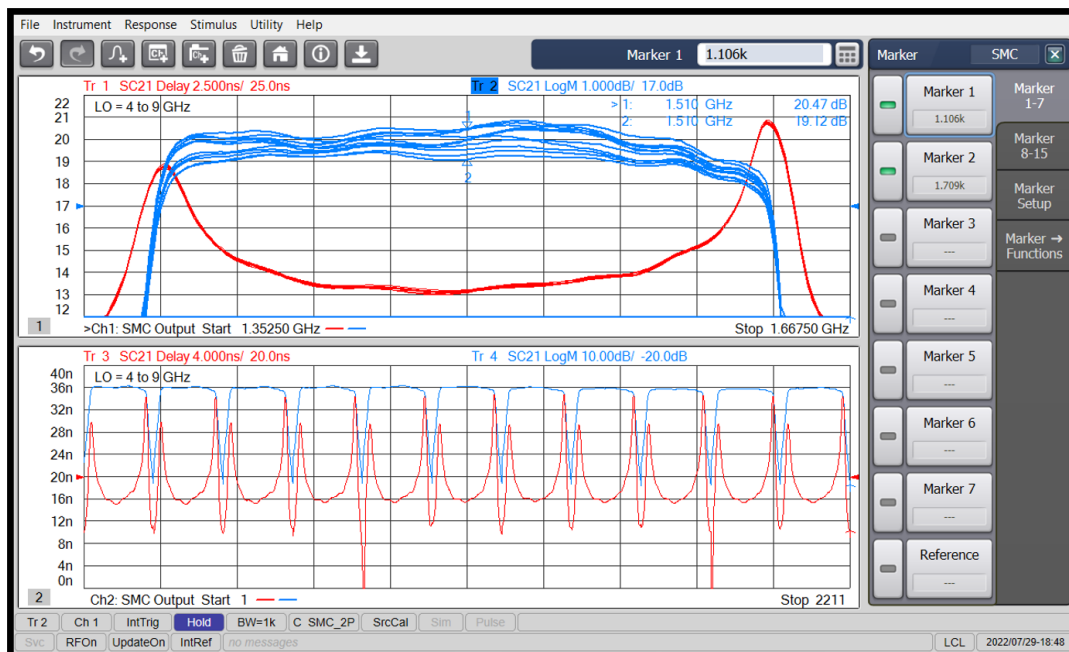 File Instrument Response Stimulus Utility Help
Marker 1 1.106k
Marker SMC X
Tr 1 SC21 Delay 2.500ns/ 25.0ns
Tr 2 SC21 LogM 1.000dB/ 17.0dB
LO = 4 to 9 GHz
>1: 1.510 GHz 20.47 dB
2: 1.510 GHz 19.12 dB
22
21
20
19
18
17
16
15
14
13
12
1
2
1
>Ch1: SMC Output Start 1.35250 GHz
Stop 1.66750 GHz
Tr 3 SC21 Delay 4.000ns/ 20.0ns
Tr 4 SC21 LogM 10.00dB/ -20.0dB
LO = 4 to 9 GHz
40n
36n
32n
28n
24n
20n
16n
12n
8n
4n
0n
2
Ch2: SMC Output Start 1
Stop 2211
Marker 1
1.106k
Marker 2
1.709k
Marker 3
---
Marker 4
---
Marker 5
---
Marker 6
---
Marker 7
---
Reference
---
Marker
1-7
Marker
8-15
Marker
Setup
Marker →
Functions
Tr 2 Ch 1 IntTrig Hold BW=1k C SMC_2P SrcCal Sim Pulse
Svc RFOn UpdateOn IntRef no messages LCL 2022/07/29-18:48